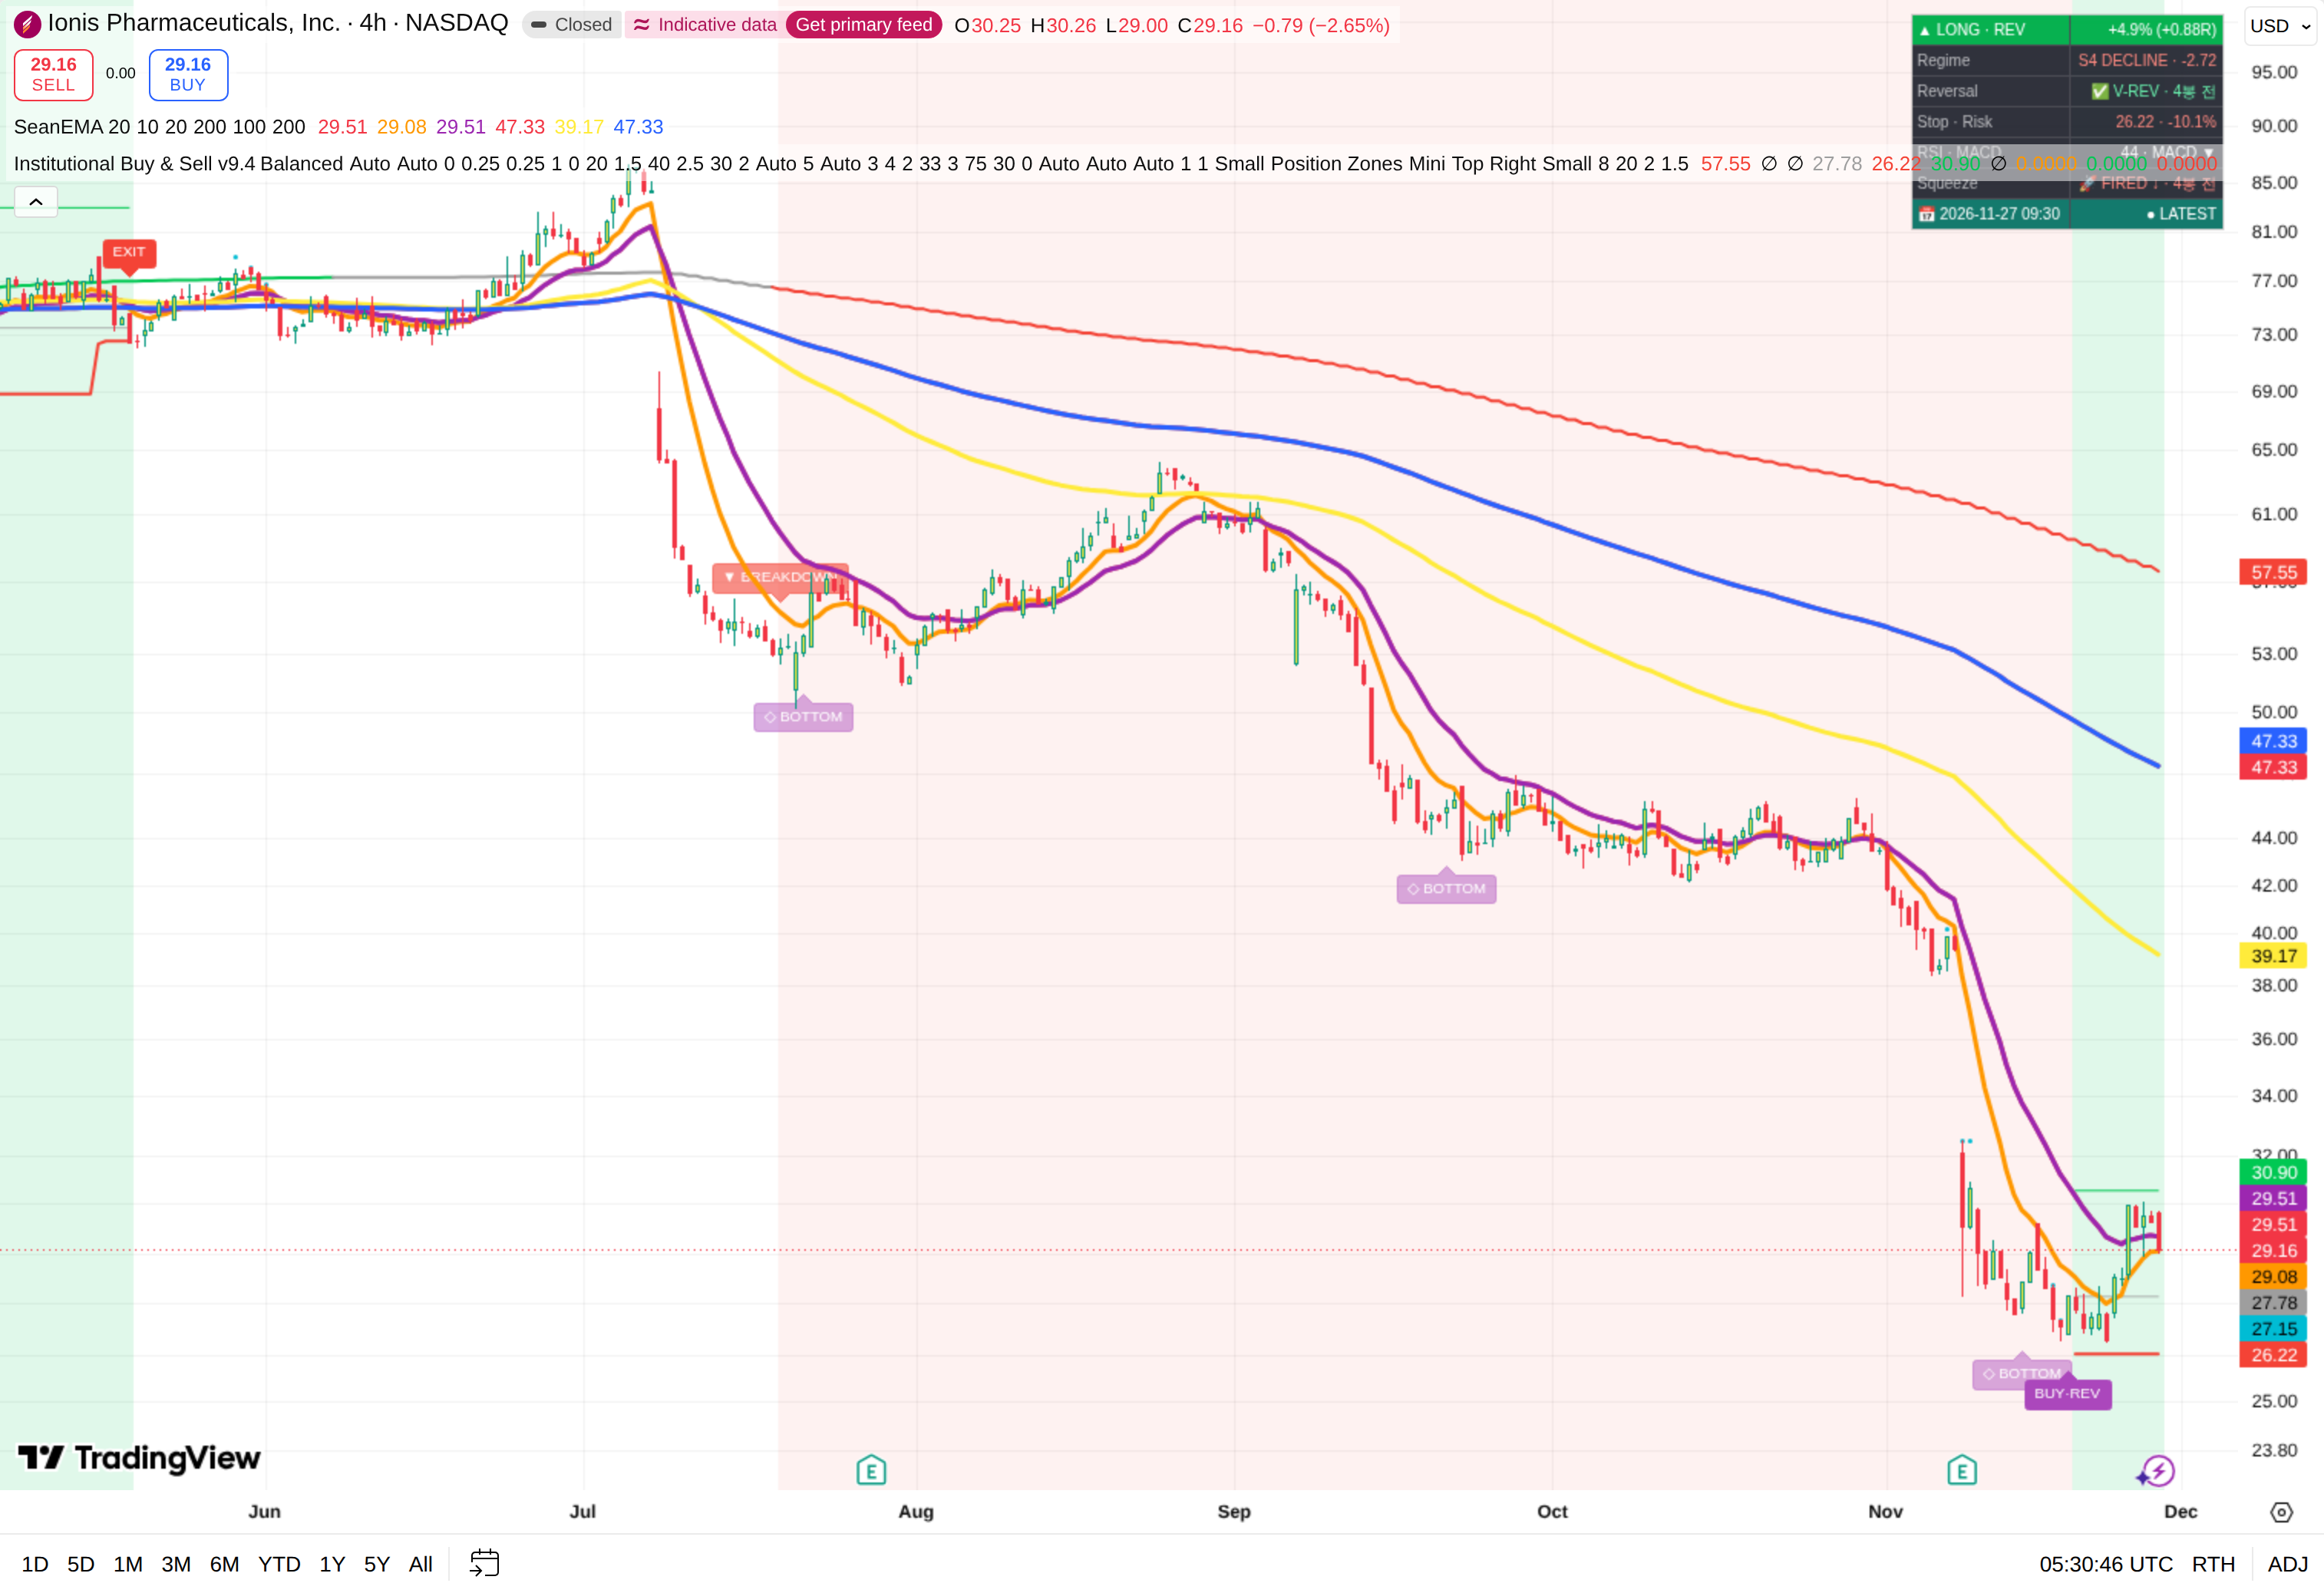 Ionis Pharmaceuticals, Inc. · 4h · NASDAQ Closed Indicative data Get primary feed O30.25 H30.26 L29.00 C29.16 −0.79 (−2.65%)
29.16 SELL 0.00 29.16 BUY
SeanEMA 20 10 20 200 100 200 29.51 29.08 29.51 47.33 39.17 47.33
Institutional Buy & Sell v9.4 Balanced Auto Auto 0 0.25 0.25 1 0 20 1.5 40 2.5 30 2 Auto 5 Auto 3 4 2 33 3 75 30 0 Auto Auto Auto 1 1 Small Position Zones Mini Top Right Small 8 20 2 1.5 57.55 ∅ ∅ 27.78 26.22 30.90 ∅ 0.0000 0.0000 0.0000
▲ LONG · REV +4.9% (+0.88R)
Regime S4 DECLINE · -2.72
Reversal ✅ V-REV · 4봉 전
Stop · Risk 26.22 · -10.1%
RSI · MACD 44 · MACD ▼
Squeeze 🚀 FIRED ↓ · 4봉 전
📅 2026-11-27 09:30 ● LATEST
USD
95.00
90.00
85.00
81.00
77.00
73.00
69.00
65.00
61.00
57.55
53.00
50.00
47.33
47.33
44.00
42.00
40.00
39.17
38.00
36.00
34.00
32.00
30.90
29.51
29.51
29.16
29.08
27.78
27.15
26.22
25.00
23.80
EXIT
▼ BREAKDOWN
◇ BOTTOM
◇ BOTTOM
◇ BOTTOM
BUY·REV
TradingView
E
E
Jun Jul Aug Sep Oct Nov Dec
1D 5D 1M 3M 6M YTD 1Y 5Y All 05:30:46 UTC RTH ADJ